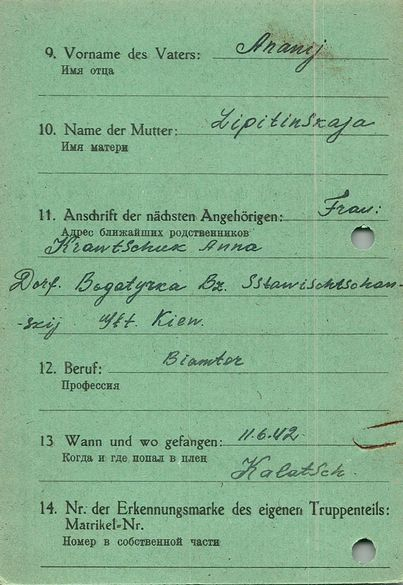 9. Vorname des Vaters: Ananij
Имя отца
10. Name der Mutter: Lipitinskaja
Имя матери
11. Anschrift der nächsten Angehörigen: Frau:
Адрес ближайших родственников
Krawtschuk Anna
Dorf. Bogatyrka Bz. Sstawischtschan-
-skij Gbt. Kiew.
12. Beruf: Biamter
Профессия
13 Wann und wo gefangen: 11.6.42
Когда и где попал в плен
Kalatsch.
14. Nr. der Erkennungsmarke des eigenen Truppenteils:
Matrikel-Nr.
Номер в собственной части